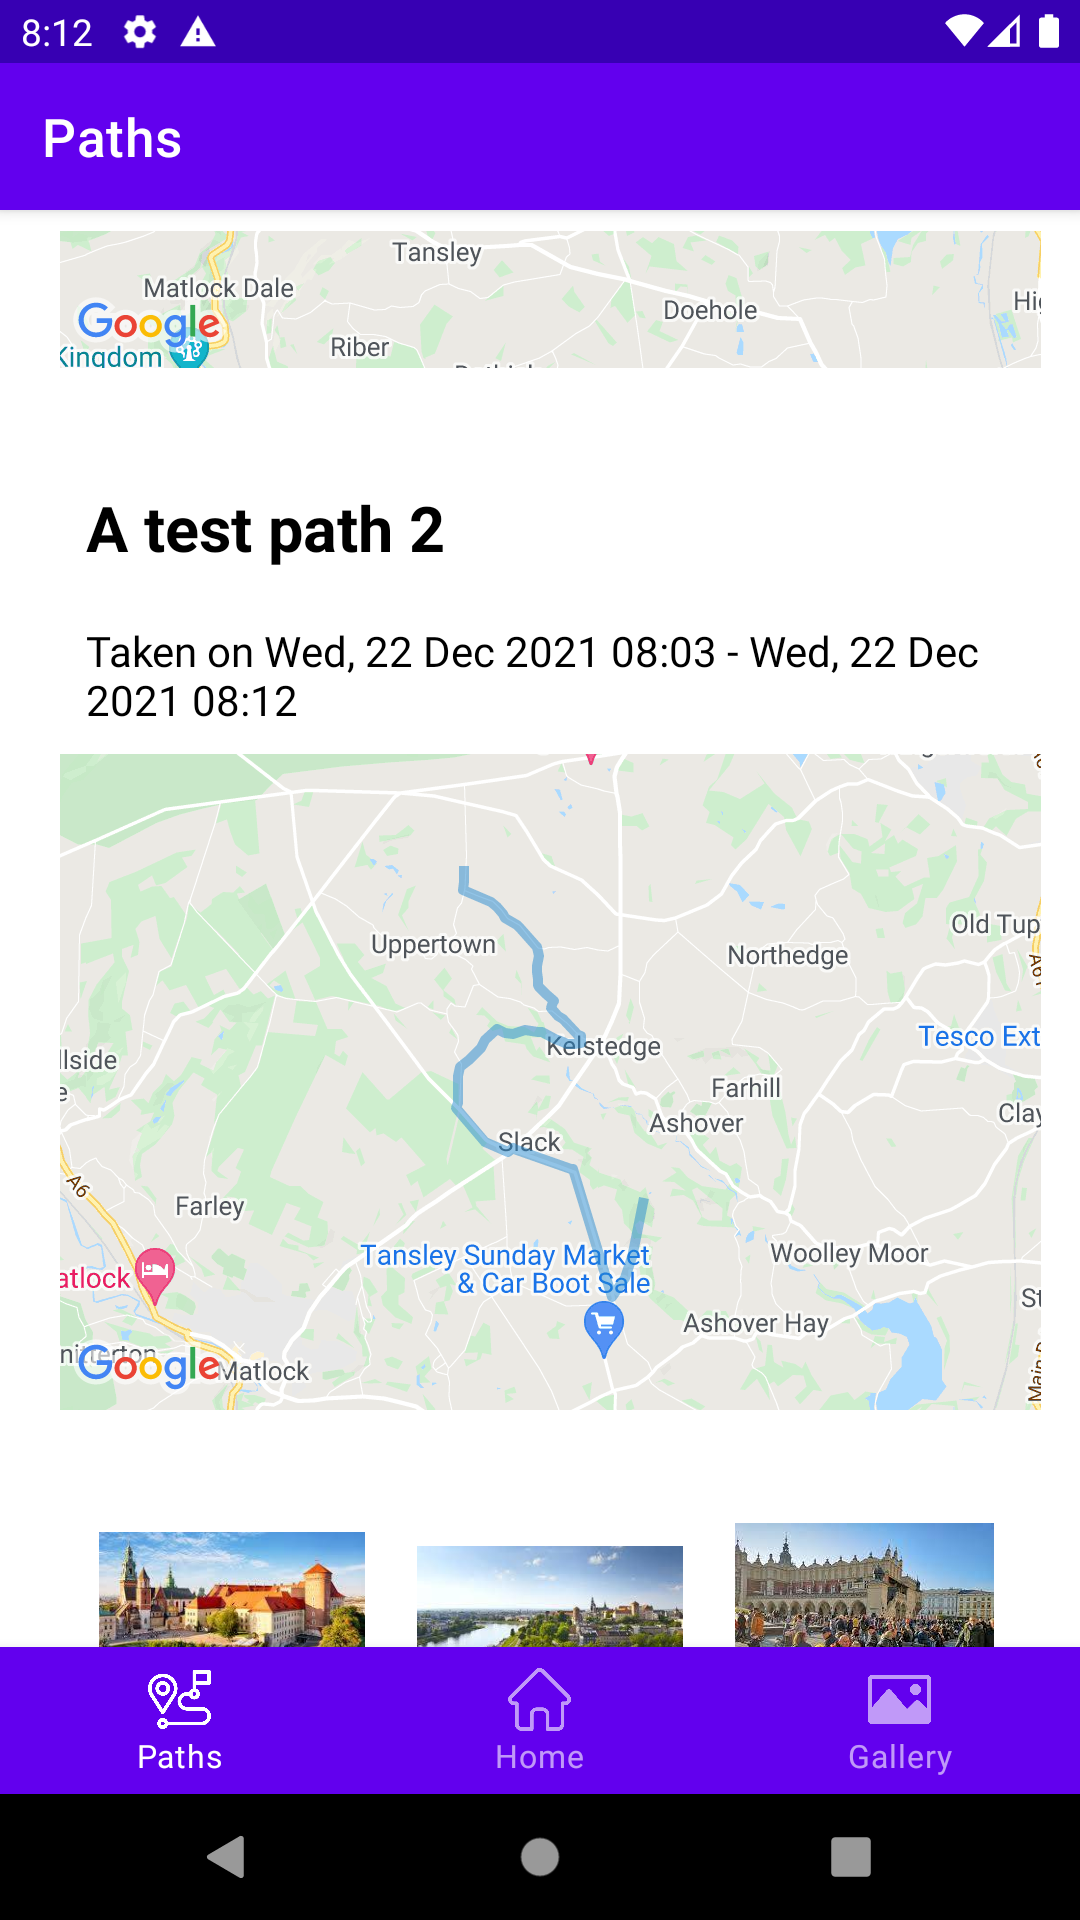 8:12
Paths
Tansley
Matlock Dale
Doehole
Google
Riber
Kingdom
A test path 2
Taken on Wed, 22 Dec 2021 08:03 - Wed, 22 Dec
2021 08:12
Old Tup
Uppertown
Northedge
A61
Tesco Ext
Kelstedge
llside
Farhill
Clay
Ashover
Slack
A6
Farley
Tansley Sunday Market
& Car Boot Sale
Woolley Moor
atlock
St
Ashover Hay
Google
Matlock
Paths
Home
Gallery